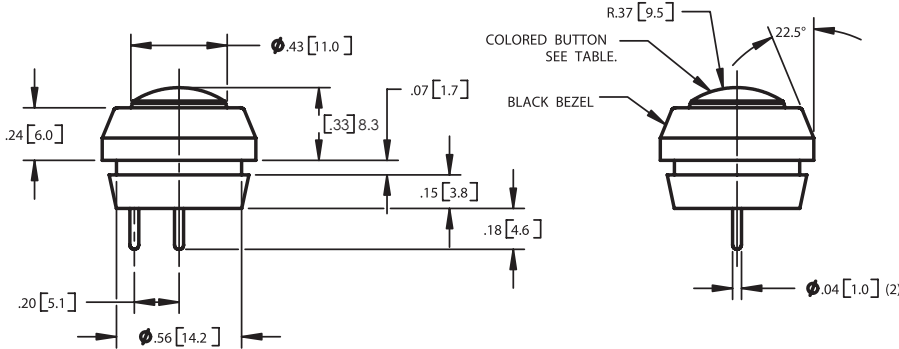 R.37 [9.5]
22.5°
COLORED BUTTON
SEE TABLE.
BLACK BEZEL
Ø.43 [11.0]
.07 [1.7]
.24 [6.0]
[.33] 8.3
.15 [3.8]
.18 [4.6]
.20 [5.1]
Ø.56 [14.2]
Ø.04 [1.0] (2)